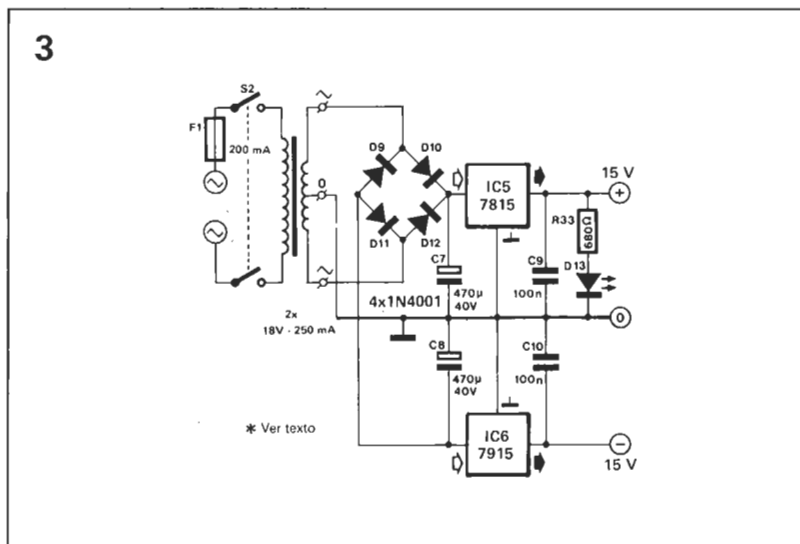 3
S2
F1
200 mA
∿
0
∿
2x
18V - 250 mA
D9
D10
D11
D12
4x1N4001
IC5
7815
IC6
7915
C7
470µ
40V
C8
470µ
40V
C9
100n
C10
100n
R33
680Ω
D13
15 V
+
0
−
15 V
* Ver texto